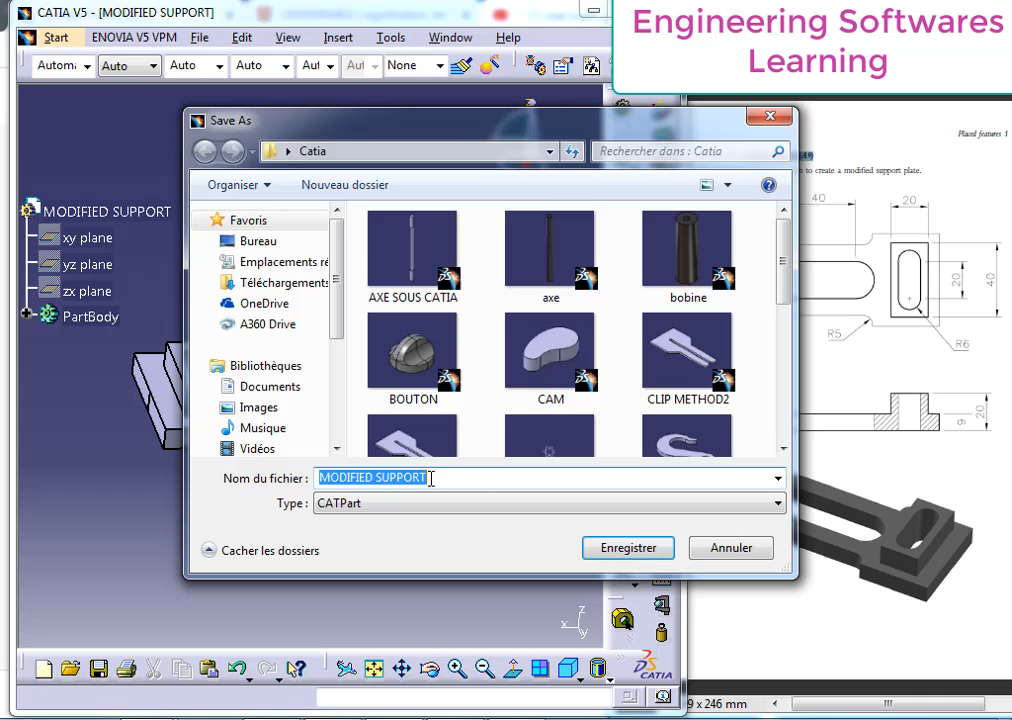 CATIA V5 - [MODIFIED SUPPORT]
Engineering Softwares
Learning
Start ENOVIA V5 VPM File Edit View Insert Tools Window Help
Auto Auto Auto None
Save As
Catia
Rechercher dans : Catia
Organiser Nouveau dossier
MODIFIED SUPPORT
xy plane
yz plane
zx plane
PartBody
Favoris
Bureau
Emplacements ré
Téléchargements
OneDrive
A360 Drive
Bibliothèques
Documents
Images
Musique
Vidéos
AXE SOUS CATIA axe bobine
BOUTON CAM CLIP METHOD2
Nom du fichier : MODIFIED SUPPORT
Type : CATPart
Cacher les dossiers
Enregistrer Annuler
Placed features 1
to create a modified support plate.
40
20
20
40
R5
R6
9
20
x z y
DS
CATIA
9 x 246 mm